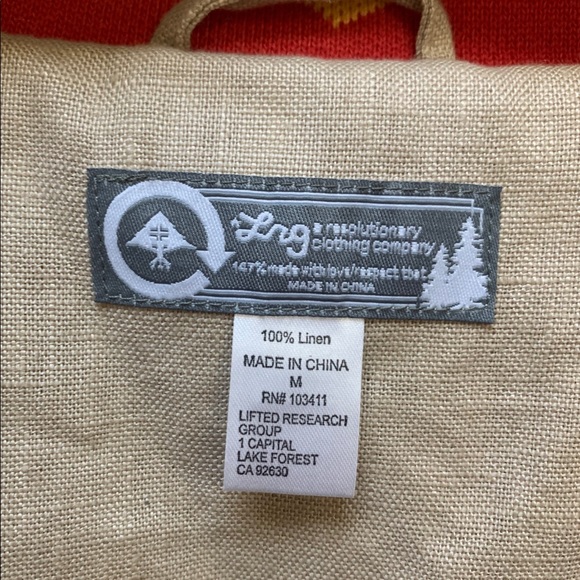 Lrg a resolutionary
clothing company
147% made with love/respect that
MADE IN CHINA
100% Linen
MADE IN CHINA
M
RN# 103411
LIFTED RESEARCH
GROUP
1 CAPITAL
LAKE FOREST
CA 92630